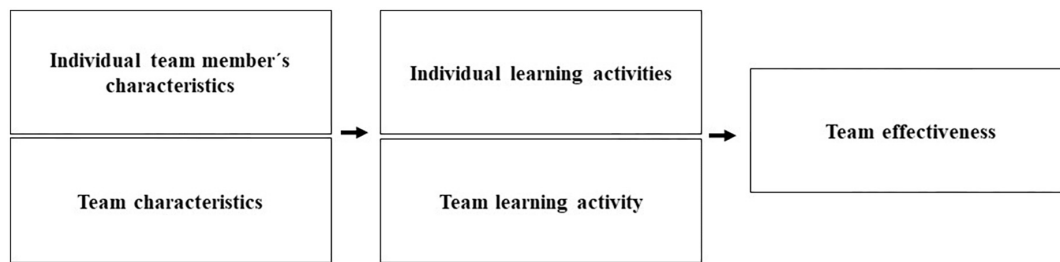 Individual team member´s
characteristics
Individual learning activities
Team effectiveness
Team characteristics
Team learning activity